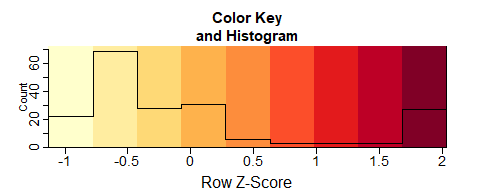 Color Key
and Histogram
Count
0 20 40 60
-1 -0.5 0 0.5 1 1.5 2
Row Z-Score